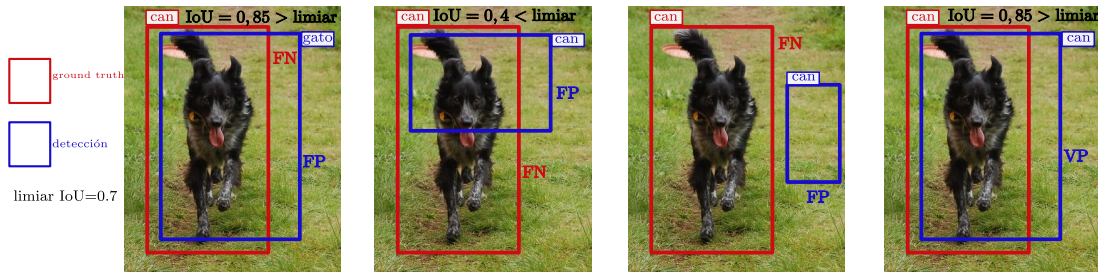 ground truth
detección
limiar IoU=0.7
can
IoU = 0,85 > limiar
gato
FN
FP
can
IoU = 0,4 < limiar
can
FP
FN
can
FN
can
FP
can
IoU = 0,85 > limiar
can
VP